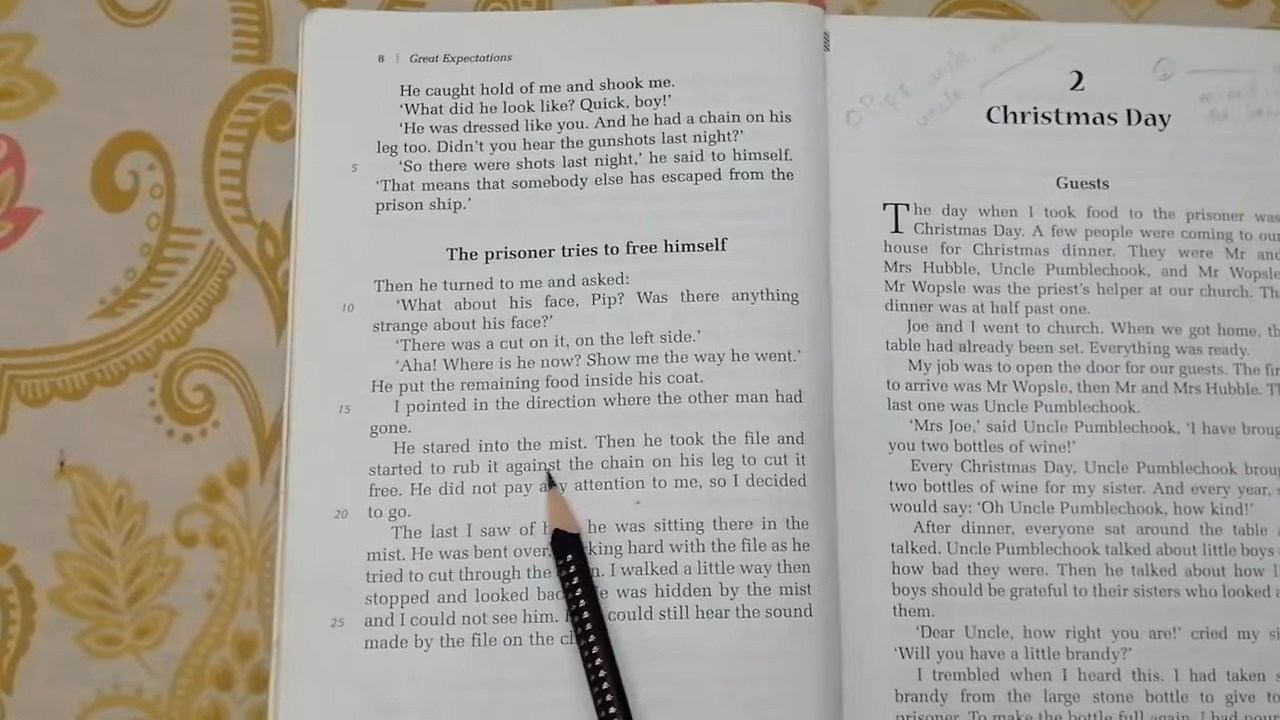 8 | Great Expectations
He caught hold of me and shook me.
‘What did he look like? Quick, boy!’
‘He was dressed like you. And he had a chain on his
leg too. Didn’t you hear the gunshots last night?’
5 ‘So there were shots last night,’ he said to himself.
‘That means that somebody else has escaped from the
prison ship.’
The prisoner tries to free himself
Then he turned to me and asked:
10 ‘What about his face, Pip? Was there anything
strange about his face?’
‘There was a cut on it, on the left side.’
‘Aha! Where is he now? Show me the way he went.’
He put the remaining food inside his coat.
15 I pointed in the direction where the other man had
gone.
He stared into the mist. Then he took the file and
started to rub it against the chain on his leg to cut it
free. He did not pay any attention to me, so I decided
20 to go.
The last I saw of he was sitting there in the
mist. He was bent over, hard with the file as he
tried to cut through the I walked a little way then
stopped and looked was hidden by the mist
25 and I could not see him. could still hear the sound
made by the file on the
2
Christmas Day
Guests
The day when I took food to the prisoner was
Christmas Day. A few people were coming to our
house for Christmas dinner. They were Mr and
Mrs Hubble, Uncle Pumblechook, and Mr Wopsle
Mr Wopsle was the priest’s helper at our church. Th
dinner was at half past one.
Joe and I went to church. When we got home, th
table had already been set. Everything was ready.
My job was to open the door for our guests. The fir
to arrive was Mr Wopsle, then Mr and Mrs Hubble. T
last one was Uncle Pumblechook.
‘Mrs Joe,’ said Uncle Pumblechook, ‘I have broug
you two bottles of wine!’
Every Christmas Day, Uncle Pumblechook brou
two bottles of wine for my sister. And every year,
would say: ‘Oh Uncle Pumblechook, how kind!’
After dinner, everyone sat around the table
talked. Uncle Pumblechook talked about little boys
how bad they were. Then he talked about how l
boys should be grateful to their sisters who looked a
them.
‘Dear Uncle, how right you are!’ cried my si
‘Will you have a little brandy?’
I trembled when I heard this. I had taken s
brandy from the large stone bottle to give to
prisoner. To make the bottle full again, I had